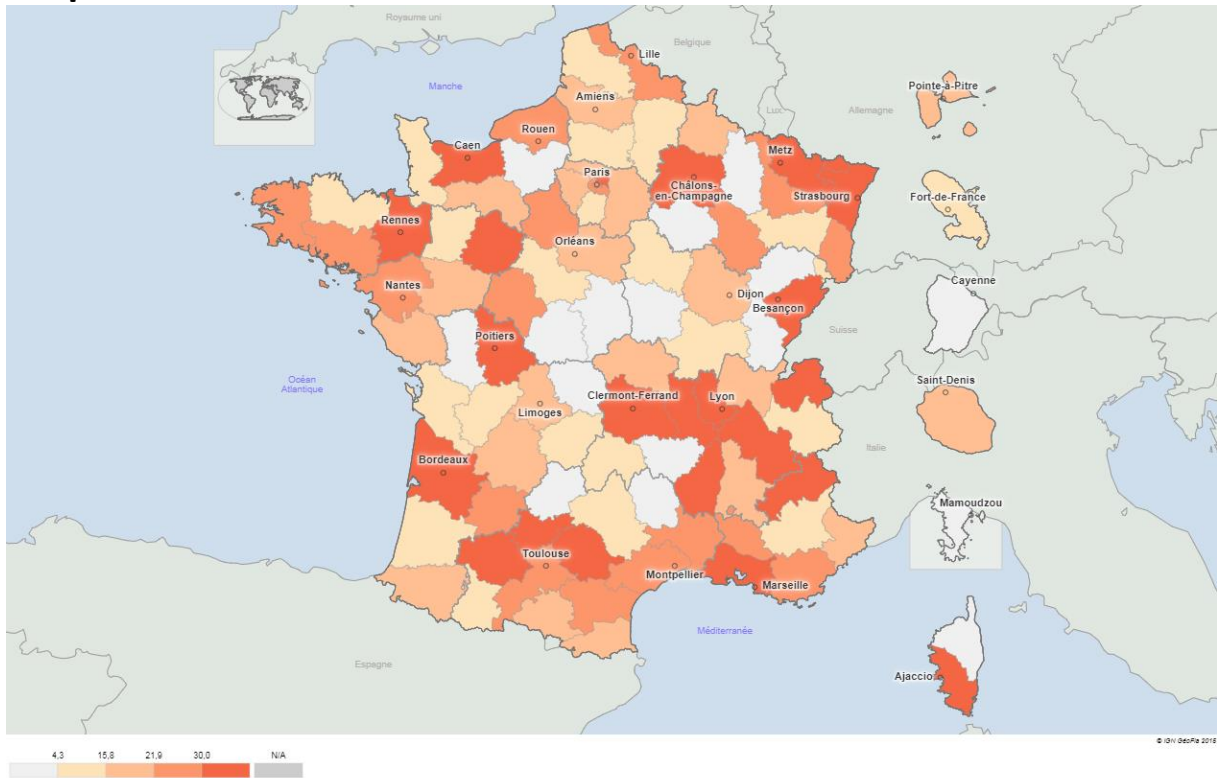 Royaume uni
Belgique
Lille
Manche
Amiens
Pointe-à-Pitre
Lux.
Allemagne
Rouen
Caen
Metz
Paris
Châlons-
en-Champagne
Strasbourg
Fort-de-France
Rennes
Orléans
Cayenne
Nantes
Dijon
Besançon
Suisse
Poitiers
Océan
Atlantique
Saint-Denis
Clermont-Ferrand
Lyon
Limoges
Italie
Bordeaux
Mamoudzou
Toulouse
Montpellier
Marseille
Méditerranée
Espagne
Ajaccio
© IGN GéoFla 2015
4,3 15,8 21,9 30,0 N/A